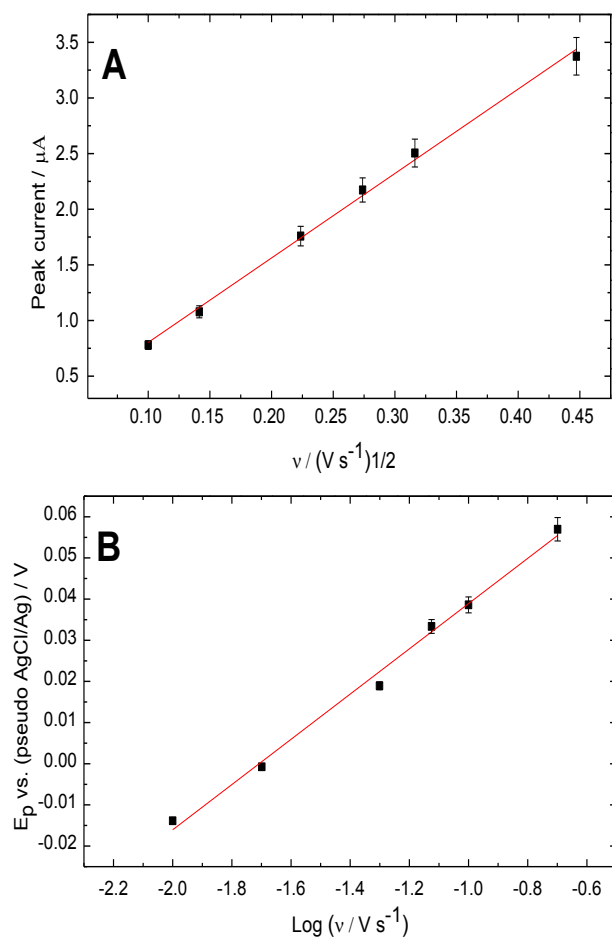 A
3.5
3.0
2.5
2.0
1.5
1.0
0.5
Peak current / μA
0.10 0.15 0.20 0.25 0.30 0.35 0.40 0.45
ν / (V s⁻¹)1/2
B
0.06
0.05
0.04
0.03
0.02
0.01
0.00
-0.01
-0.02
Eₚ vs. (pseudo AgCl/Ag) / V
-2.2 -2.0 -1.8 -1.6 -1.4 -1.2 -1.0 -0.8 -0.6
Log (ν / V s⁻¹)